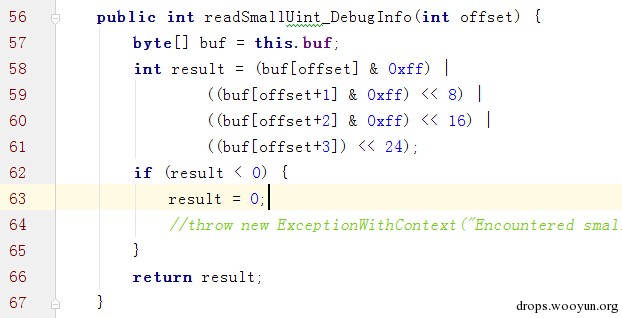 56 public int readSmallUint_DebugInfo(int offset) {
57 byte[] buf = this.buf;
58 int result = (buf[offset] & 0xff) |
59 ((buf[offset+1] & 0xff) << 8) |
60 ((buf[offset+2] & 0xff) << 16) |
61 ((buf[offset+3]) << 24);
62 if (result < 0) {
63 result = 0;
64 //throw new ExceptionWithContext("Encountered smal
65 }
66 return result;
67 }
drops.wooyun.org